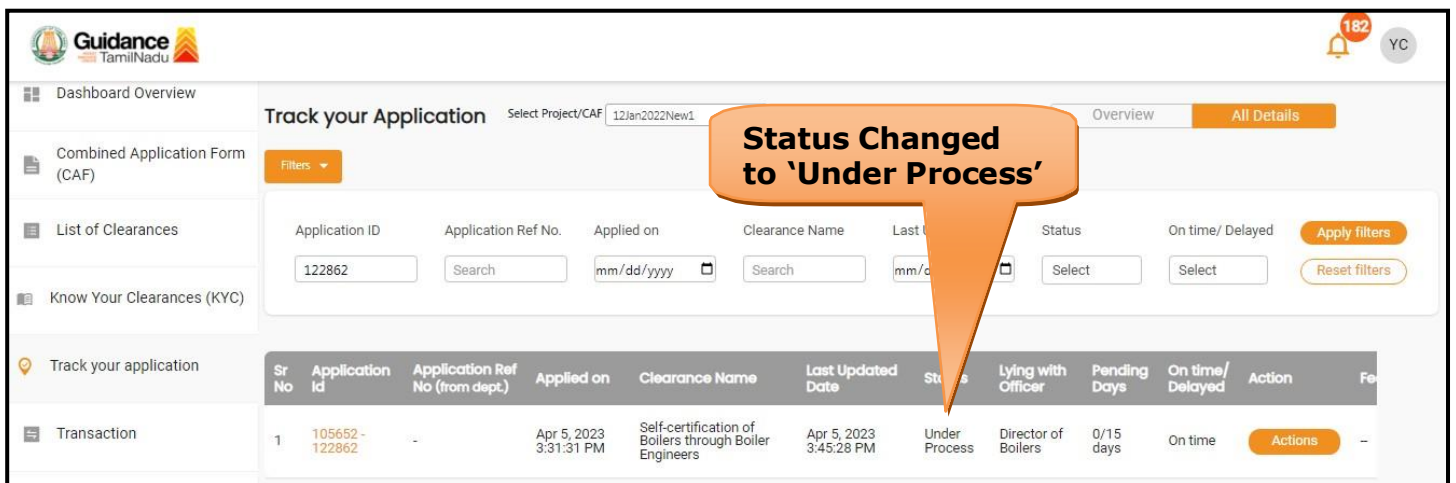 Guidance
TamilNadu
182
YC
Dashboard Overview
Combined Application Form
(CAF)
List of Clearances
Know Your Clearances (KYC)
Track your application
Transaction
Track your Application
Select Project/CAF
12Jan2022New1
Overview
All Details
Status Changed
to ‘Under Process’
Filters
Application ID
Application Ref No.
Applied on
Clearance Name
Status
On time/ Delayed
Apply filters
122862
Search
mm/dd/yyyy
Search
Select
Select
Reset filters
Sr No
Application Id
Application Ref No (from dept.)
Applied on
Clearance Name
Last Updated Date
Lying with Officer
Pending Days
On time/ Delayed
Action
1
105652 -
122862
-
Apr 5, 2023
3:31:31 PM
Self-certification of
Boilers through Boiler
Engineers
Apr 5, 2023
3:45:28 PM
Under
Process
Director of
Boilers
0/15
days
On time
Actions
--